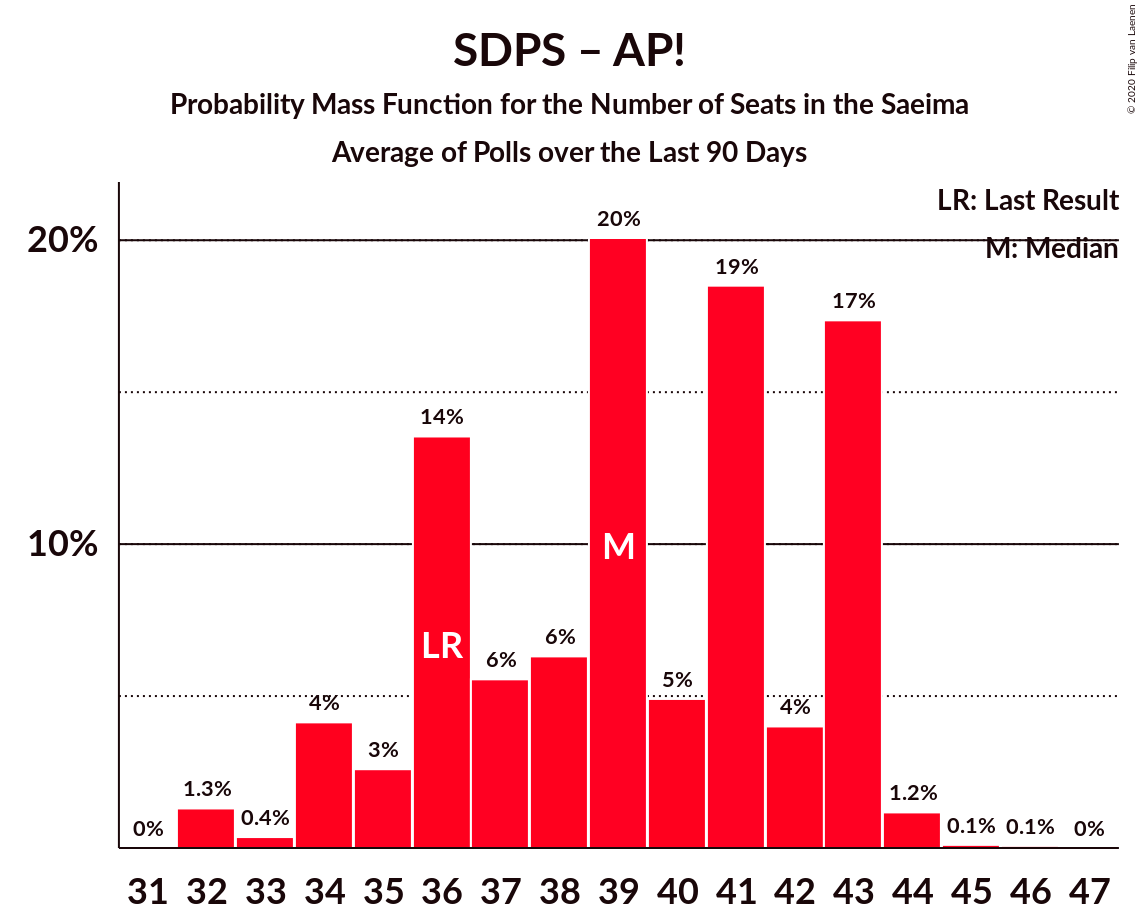 SDPS – AP!
Probability Mass Function for the Number of Seats in the Saeima
Average of Polls over the Last 90 Days
© 2020 Filip van Laenen
LR: Last Result
M: Median
20%
10%
0%
1.3%
0.4%
4%
3%
14%
6%
6%
20%
5%
19%
4%
17%
1.2%
0.1%
0.1%
0%
LR
M
31 32 33 34 35 36 37 38 39 40 41 42 43 44 45 46 47